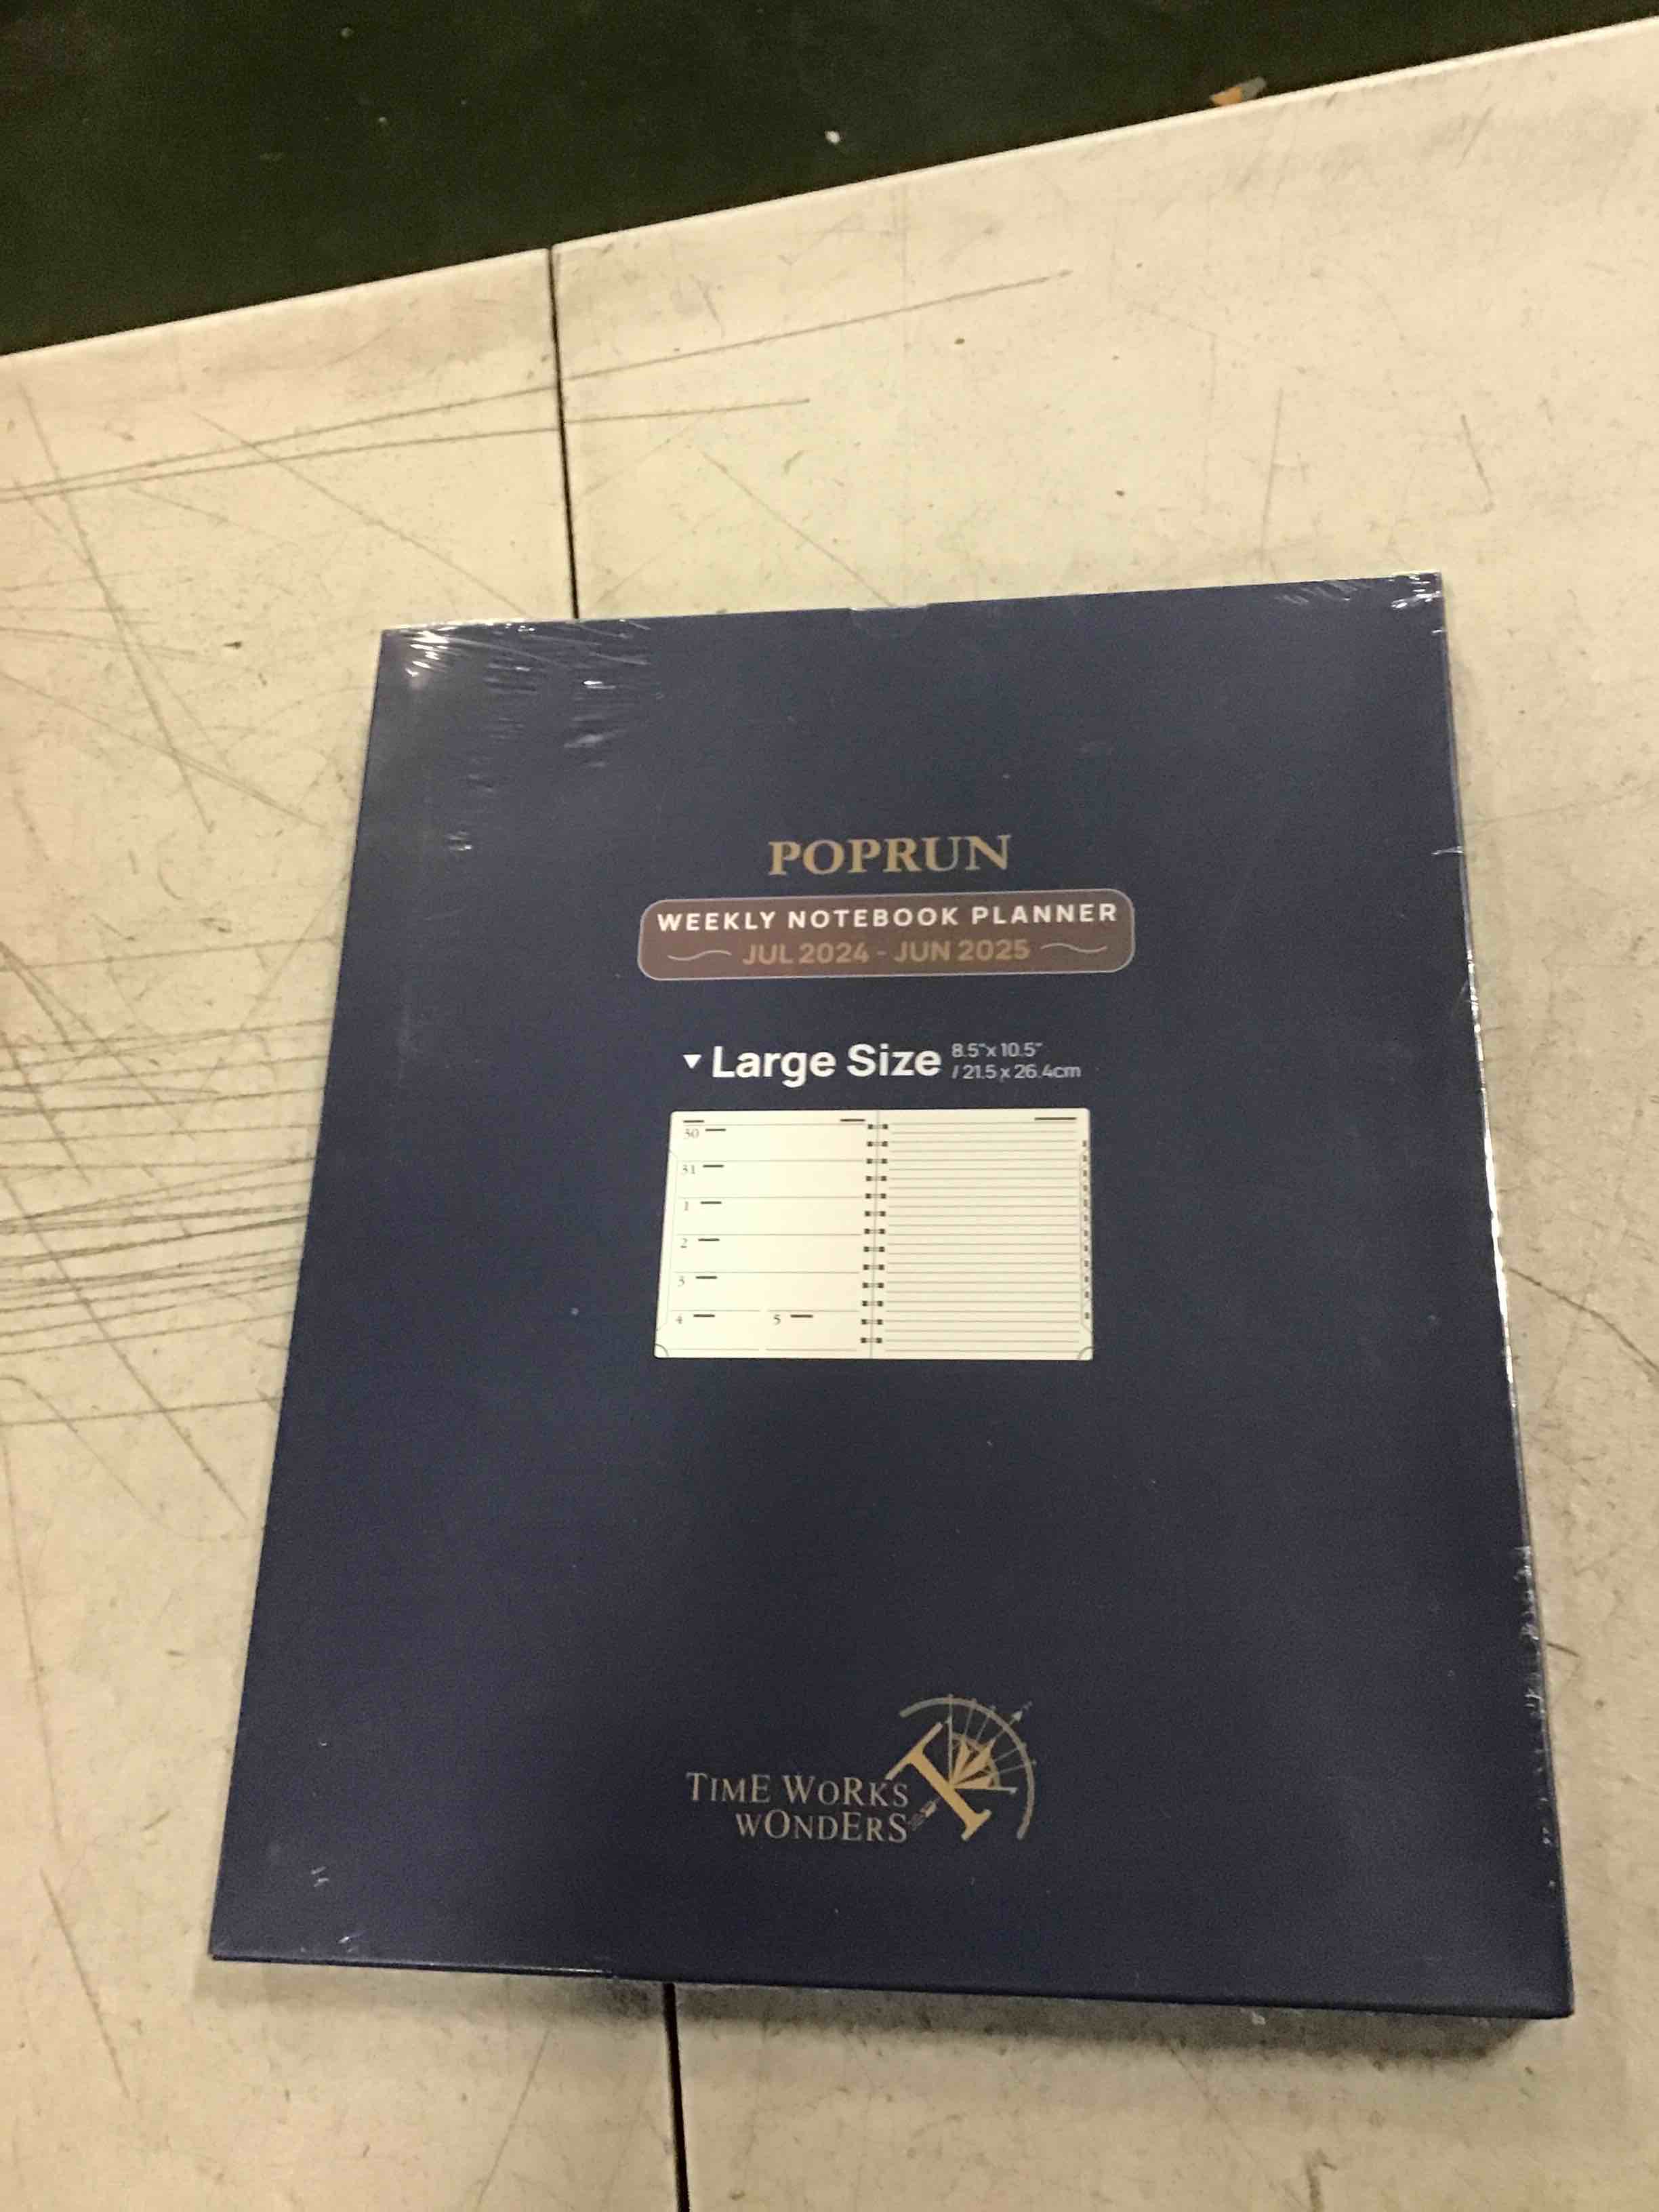 POPRUN
WEEKLY NOTEBOOK PLANNER
JUL 2024 - JUN 2025
▼ Large Size 8.5"x 10.5"
/ 21.5 x 26.4cm
30
31
1
2
3
4 5
TIME WORKS
WONDERS